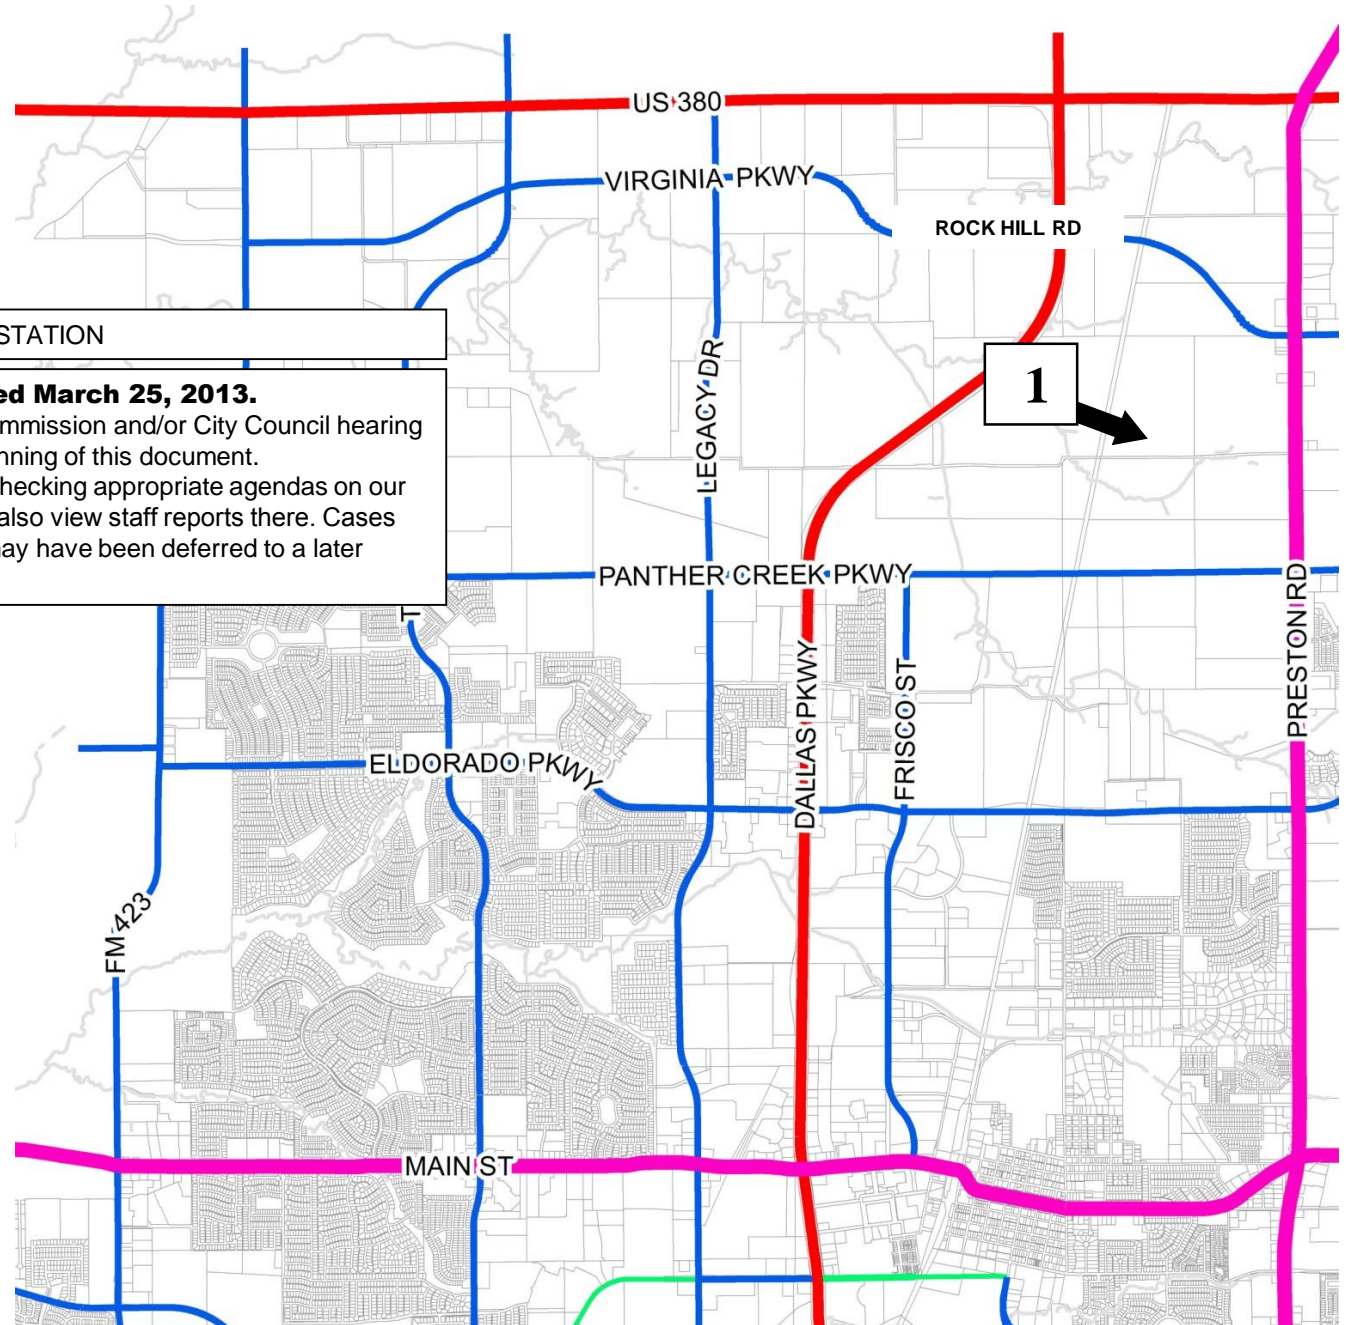 US 380
VIRGINIA PKWY
ROCK HILL RD
STATION
LEGACY DR
1
ed March 25, 2013.
mmission and/or City Council hearing
nning of this document.
checking appropriate agendas on our
also view staff reports there. Cases
may have been deferred to a later
PANTHER CREEK PKWY
T
PRESTON RD
DALLAS PKWY
FRISCO ST
ELDORADO PKWY
FM 423
MAIN ST